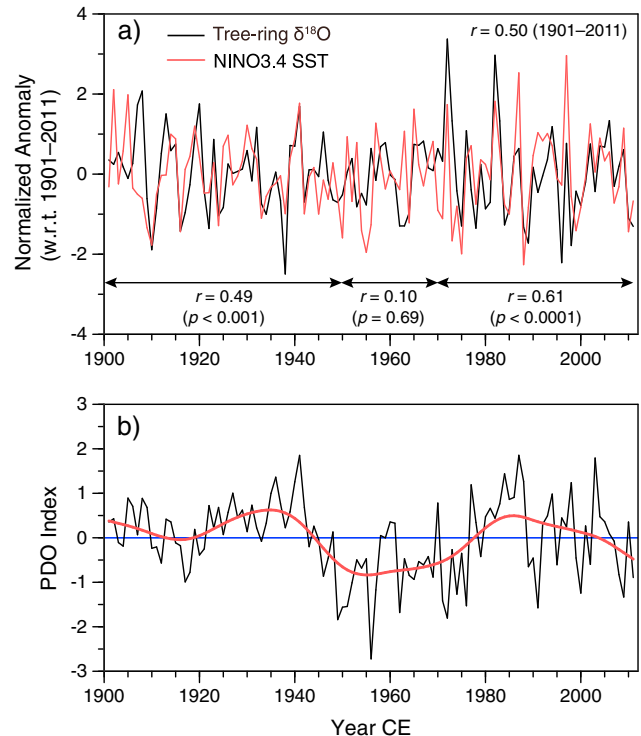 a)
Tree-ring δ¹⁸O
NINO3.4 SST
r = 0.50 (1901–2011)
Normalized Anomaly
(w.r.t. 1901–2011)
4
2
0
-2
-4
r = 0.49
(p < 0.001)
r = 0.10
(p = 0.69)
r = 0.61
(p < 0.0001)
1900
1920
1940
1960
1980
2000
b)
PDO Index
3
2
1
0
-1
-2
-3
1900
1920
1940
1960
1980
2000
Year CE